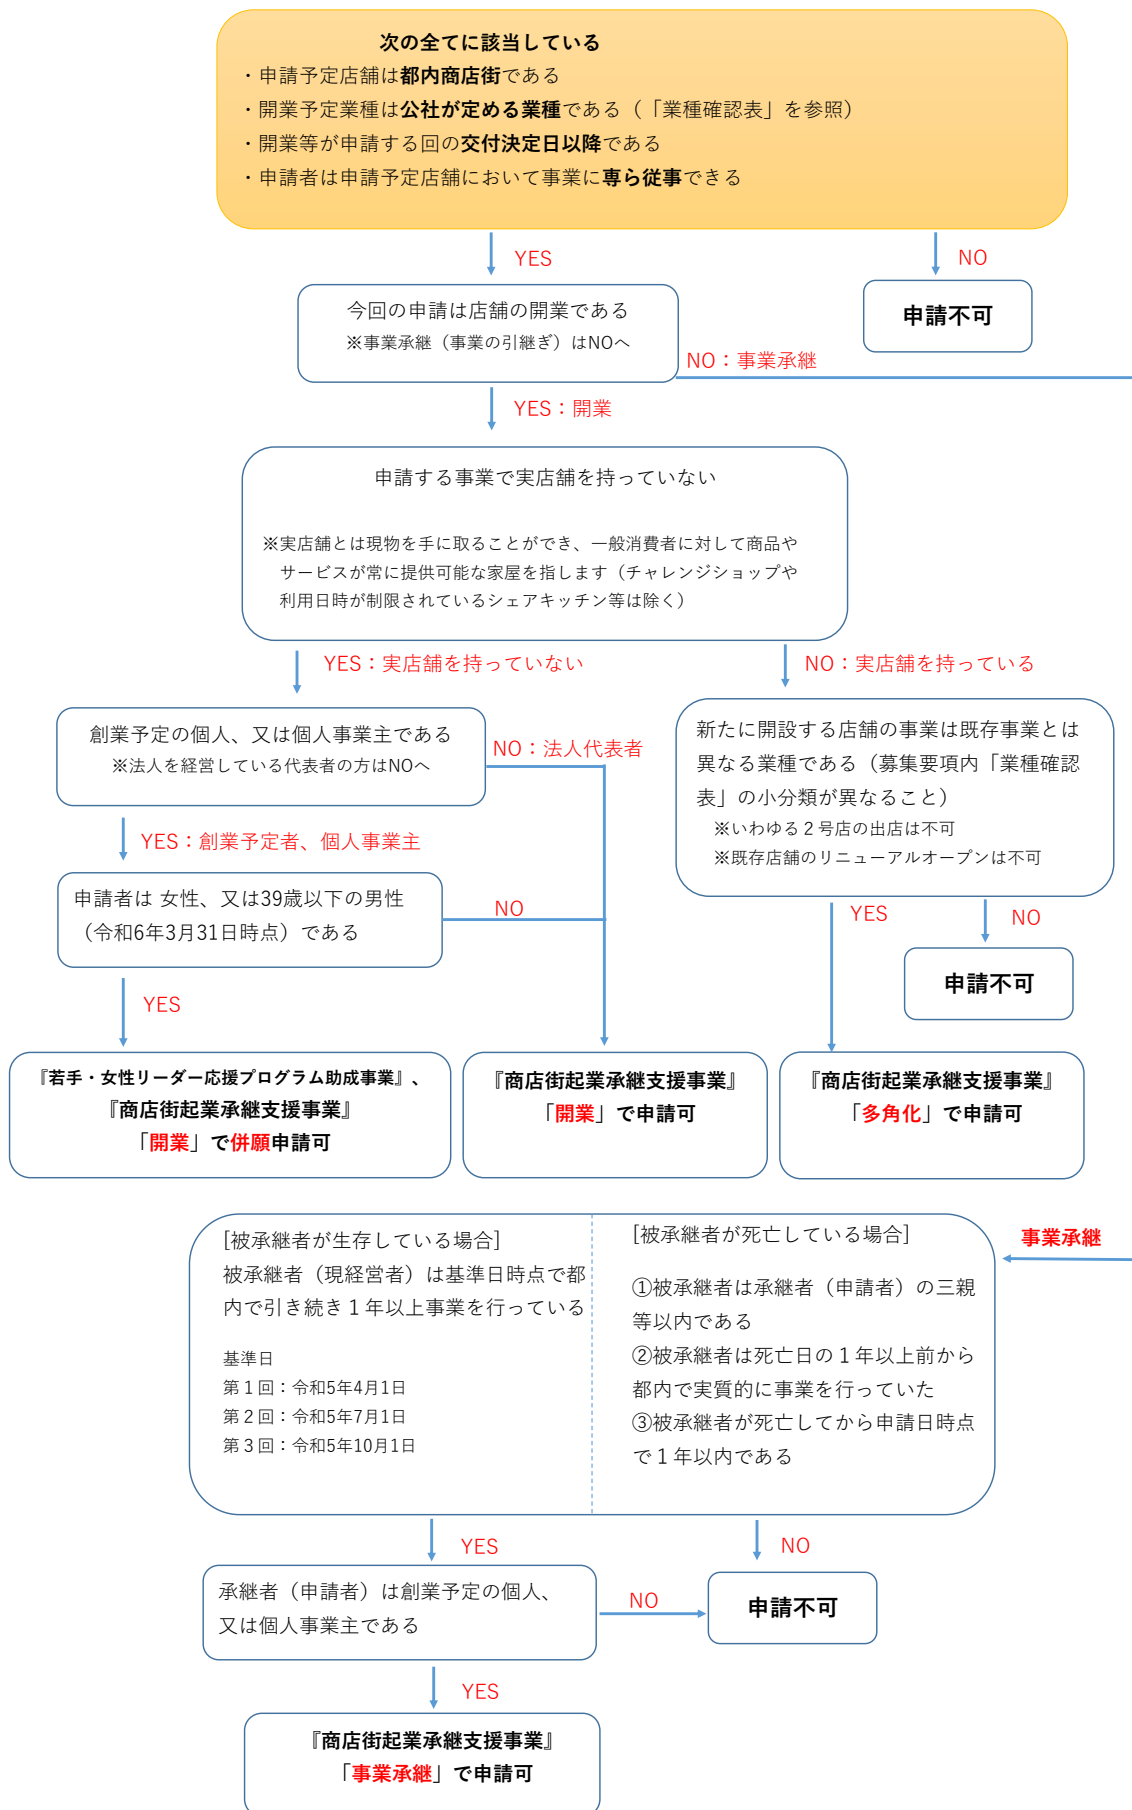 次の全てに該当している
・申請予定店舗は都内商店街である
・開業予定業種は公社が定める業種である（「業種確認表」を参照）
・開業等が申請する回の交付決定日以降である
・申請者は申請予定店舗において事業に専ら従事できる
YES
NO
今回の申請は店舗の開業である
※事業承継（事業の引継ぎ）はNOへ
申請不可
NO：事業承継
YES：開業
申請する事業で実店舗を持っていない
※実店舗とは現物を手に取ることができ、一般消費者に対して商品や
サービスが常に提供可能な家屋を指します（チャレンジショップや
利用日時が制限されているシェアキッチン等は除く）
YES：実店舗を持っていない
NO：実店舗を持っている
創業予定の個人、又は個人事業主である
※法人を経営している代表者の方はNOへ
NO：法人代表者
新たに開設する店舗の事業は既存事業とは
異なる業種である（募集要項内「業種確認
表」の小分類が異なること）
※いわゆる２号店の出店は不可
※既存店舗のリニューアルオープンは不可
YES：創業予定者、個人事業主
申請者は 女性、又は39歳以下の男性
（令和6年3月31日時点）である
NO
YES
NO
申請不可
YES
『若手・女性リーダー応援プログラム助成事業』、
『商店街起業承継支援事業』
「開業」で併願申請可
『商店街起業承継支援事業』
「開業」で申請可
『商店街起業承継支援事業』
「多角化」で申請可
事業承継
[被承継者が生存している場合]
被承継者（現経営者）は基準日時点で都
内で引き続き１年以上事業を行っている
基準日
第１回：令和5年4月1日
第２回：令和5年7月1日
第３回：令和5年10月1日
[被承継者が死亡している場合]
①被承継者は承継者（申請者）の三親
等以内である
②被承継者は死亡日の１年以上前から
都内で実質的に事業を行っていた
③被承継者が死亡してから申請日時点
で１年以内である
YES
NO
承継者（申請者）は創業予定の個人、
又は個人事業主である
NO
申請不可
YES
『商店街起業承継支援事業』
「事業承継」で申請可